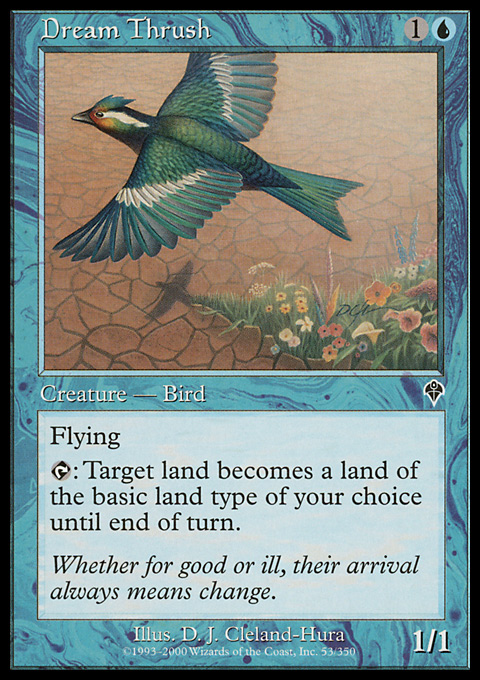 Dream Thrush 1
Creature — Bird
Flying
: Target land becomes a land of
the basic land type of your choice
until end of turn.
Whether for good or ill, their arrival
always means change.
Illus. D. J. Cleland-Hura
1/1
©1993-2000 Wizards of the Coast, Inc. 53/350